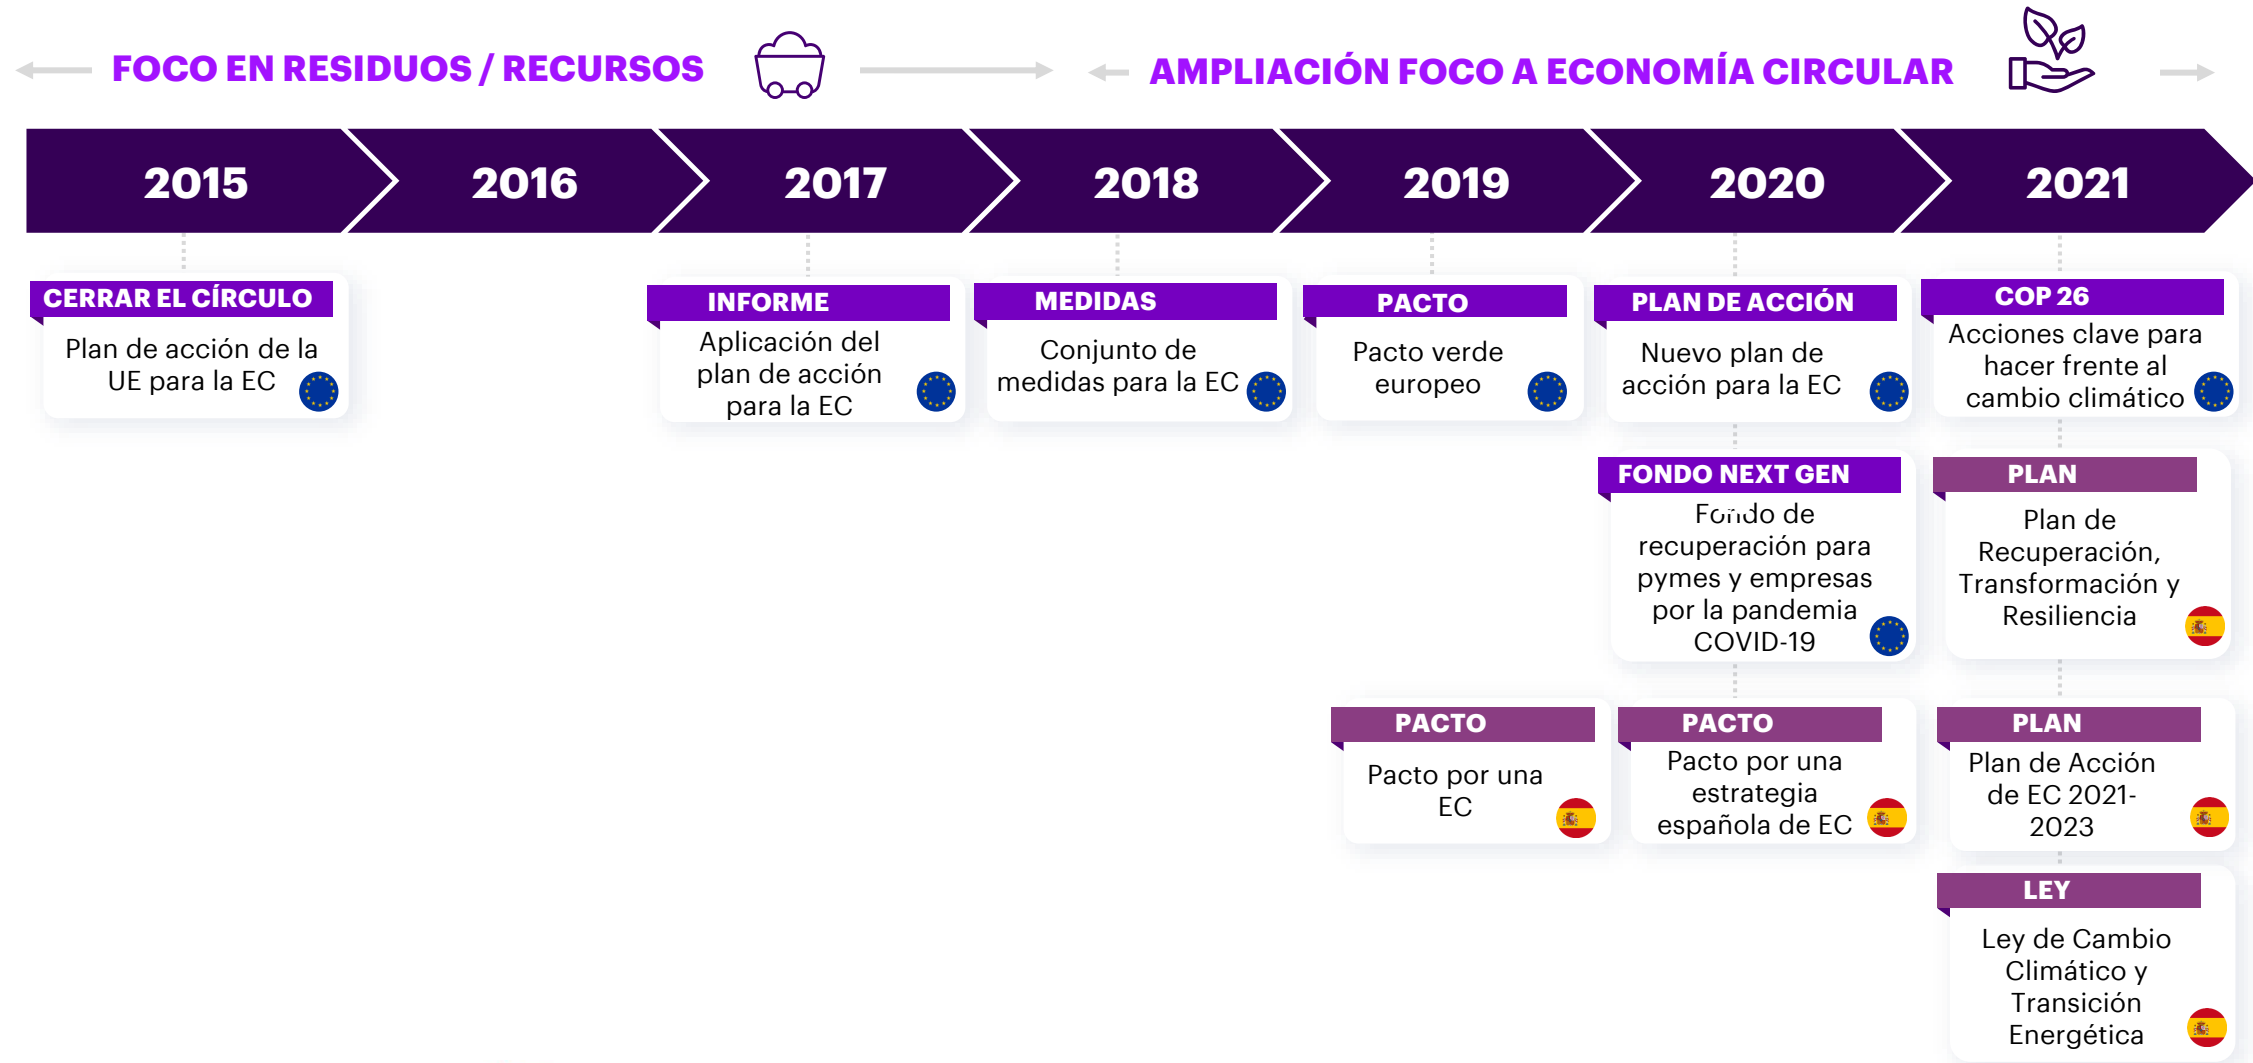 FOCO EN RESIDUOS / RECURSOS
AMPLIACIÓN FOCO A ECONOMÍA CIRCULAR
2015
2016
2017
2018
2019
2020
2021
CERRAR EL CÍRCULO
Plan de acción de la
UE para la EC
INFORME
Aplicación del
plan de acción
para la EC
MEDIDAS
Conjunto de
medidas para la EC
PACTO
Pacto verde
europeo
PLAN DE ACCIÓN
Nuevo plan de
acción para la EC
COP 26
Acciones clave para
hacer frente al
cambio climático
FONDO NEXT GEN
Fondo de
recuperación para
pymes y empresas
por la pandemia
COVID-19
PLAN
Plan de
Recuperación,
Transformación y
Resiliencia
PACTO
Pacto por una
EC
PACTO
Pacto por una
estrategia
española de EC
PLAN
Plan de Acción
de EC 2021-
2023
LEY
Ley de Cambio
Climático y
Transición
Energética